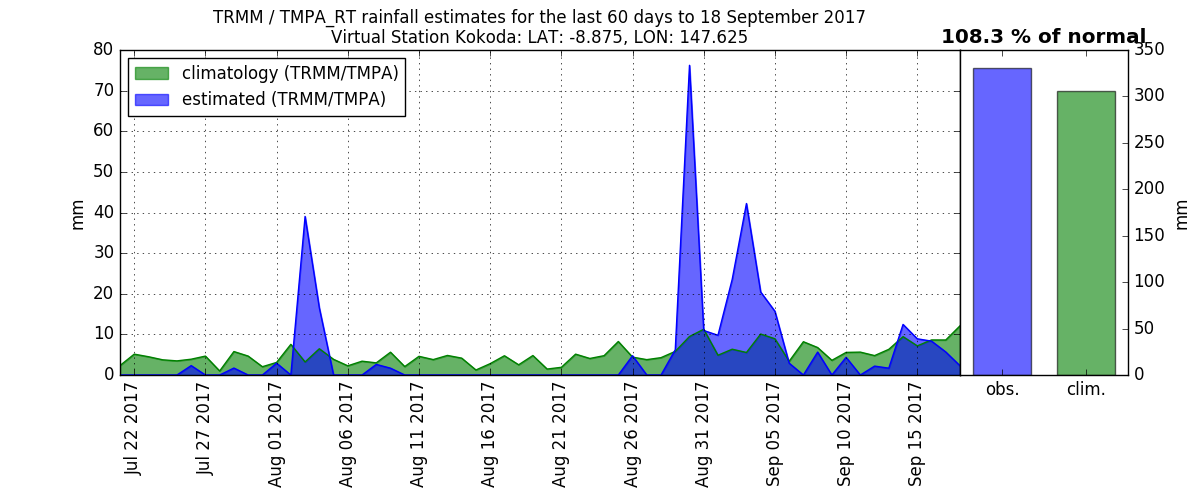 TRMM / TMPA_RT rainfall estimates for the last 60 days to 18 September 2017
Virtual Station Kokoda: LAT: -8.875, LON: 147.625
108.3 % of normal
climatology (TRMM/TMPA)
estimated (TRMM/TMPA)
mm
80
70
60
50
40
30
20
10
0
Jul 22 2017
Jul 27 2017
Aug 01 2017
Aug 06 2017
Aug 11 2017
Aug 16 2017
Aug 21 2017
Aug 26 2017
Aug 31 2017
Sep 05 2017
Sep 10 2017
Sep 15 2017
obs.
clim.
350
300
250
200
150
100
50
0
mm